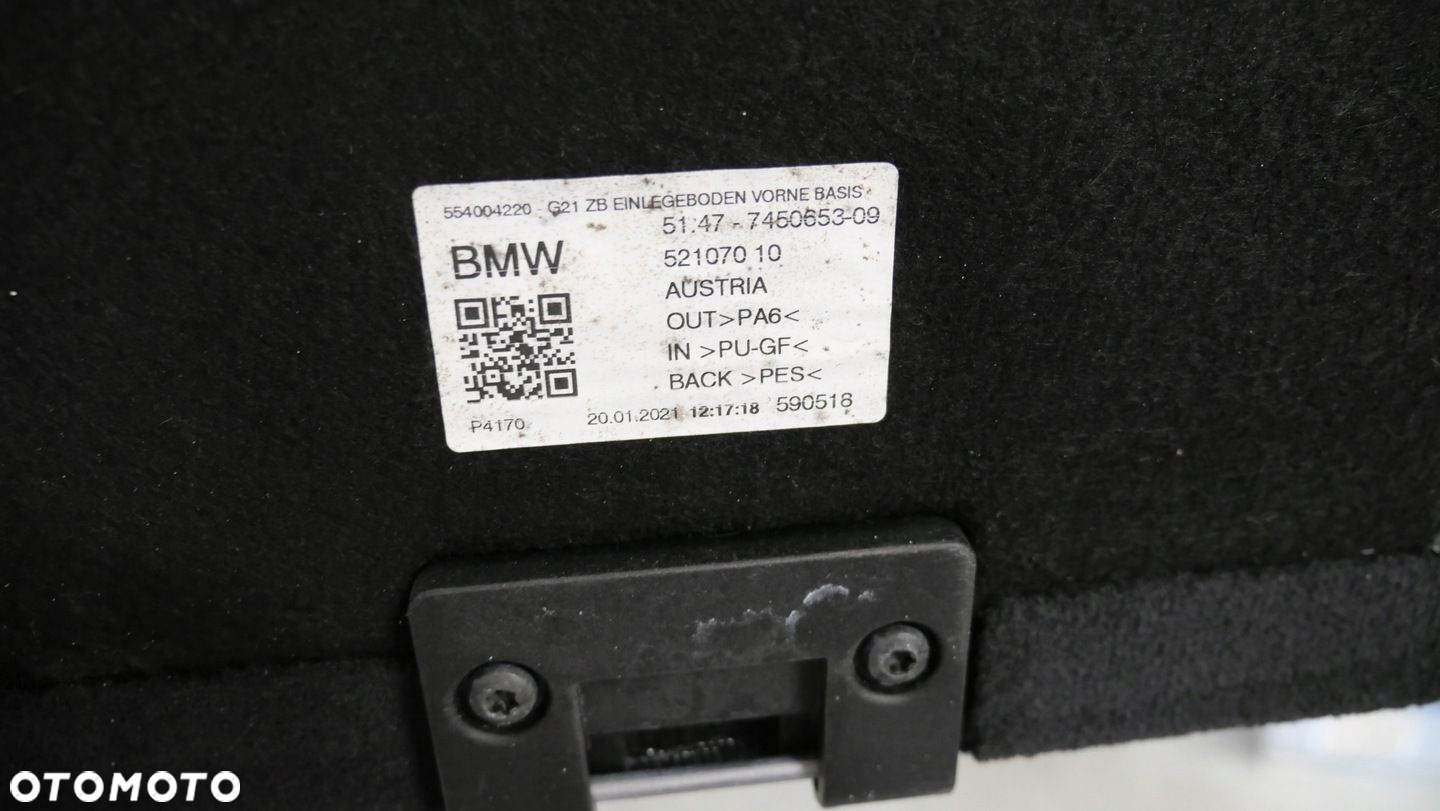 554004220 - G21 ZB EINLEGEBODEN VORNE BASIS
51.47 - 7450653-09
BMW
521070 10
AUSTRIA
OUT>PA6<
IN >PU-GF<
BACK >PES<
P4170
20.01.2021 12:17:18 590518
OTOMOTO